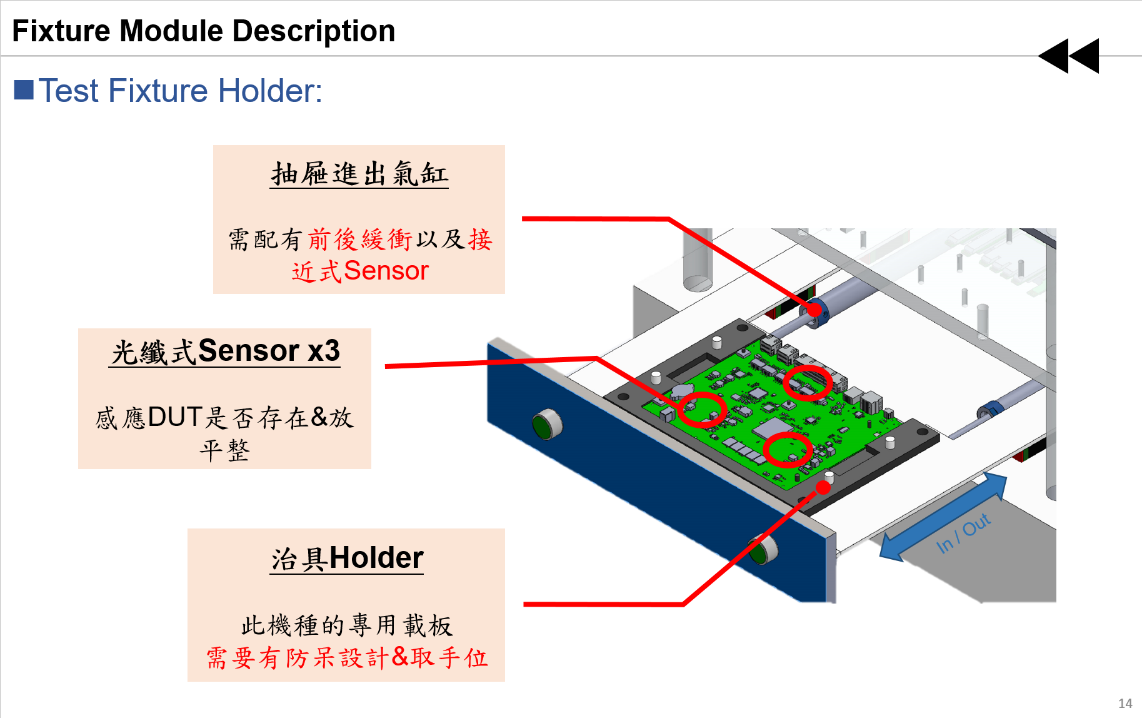 Fixture Module Description
Test Fixture Holder:
抽屜進出氣缸
需配有前後緩衝以及接
近式Sensor
光纖式Sensor x3
感應DUT是否存在&放
平整
治具Holder
此機種的專用載板
需要有防呆設計&取手位
In / Out
14